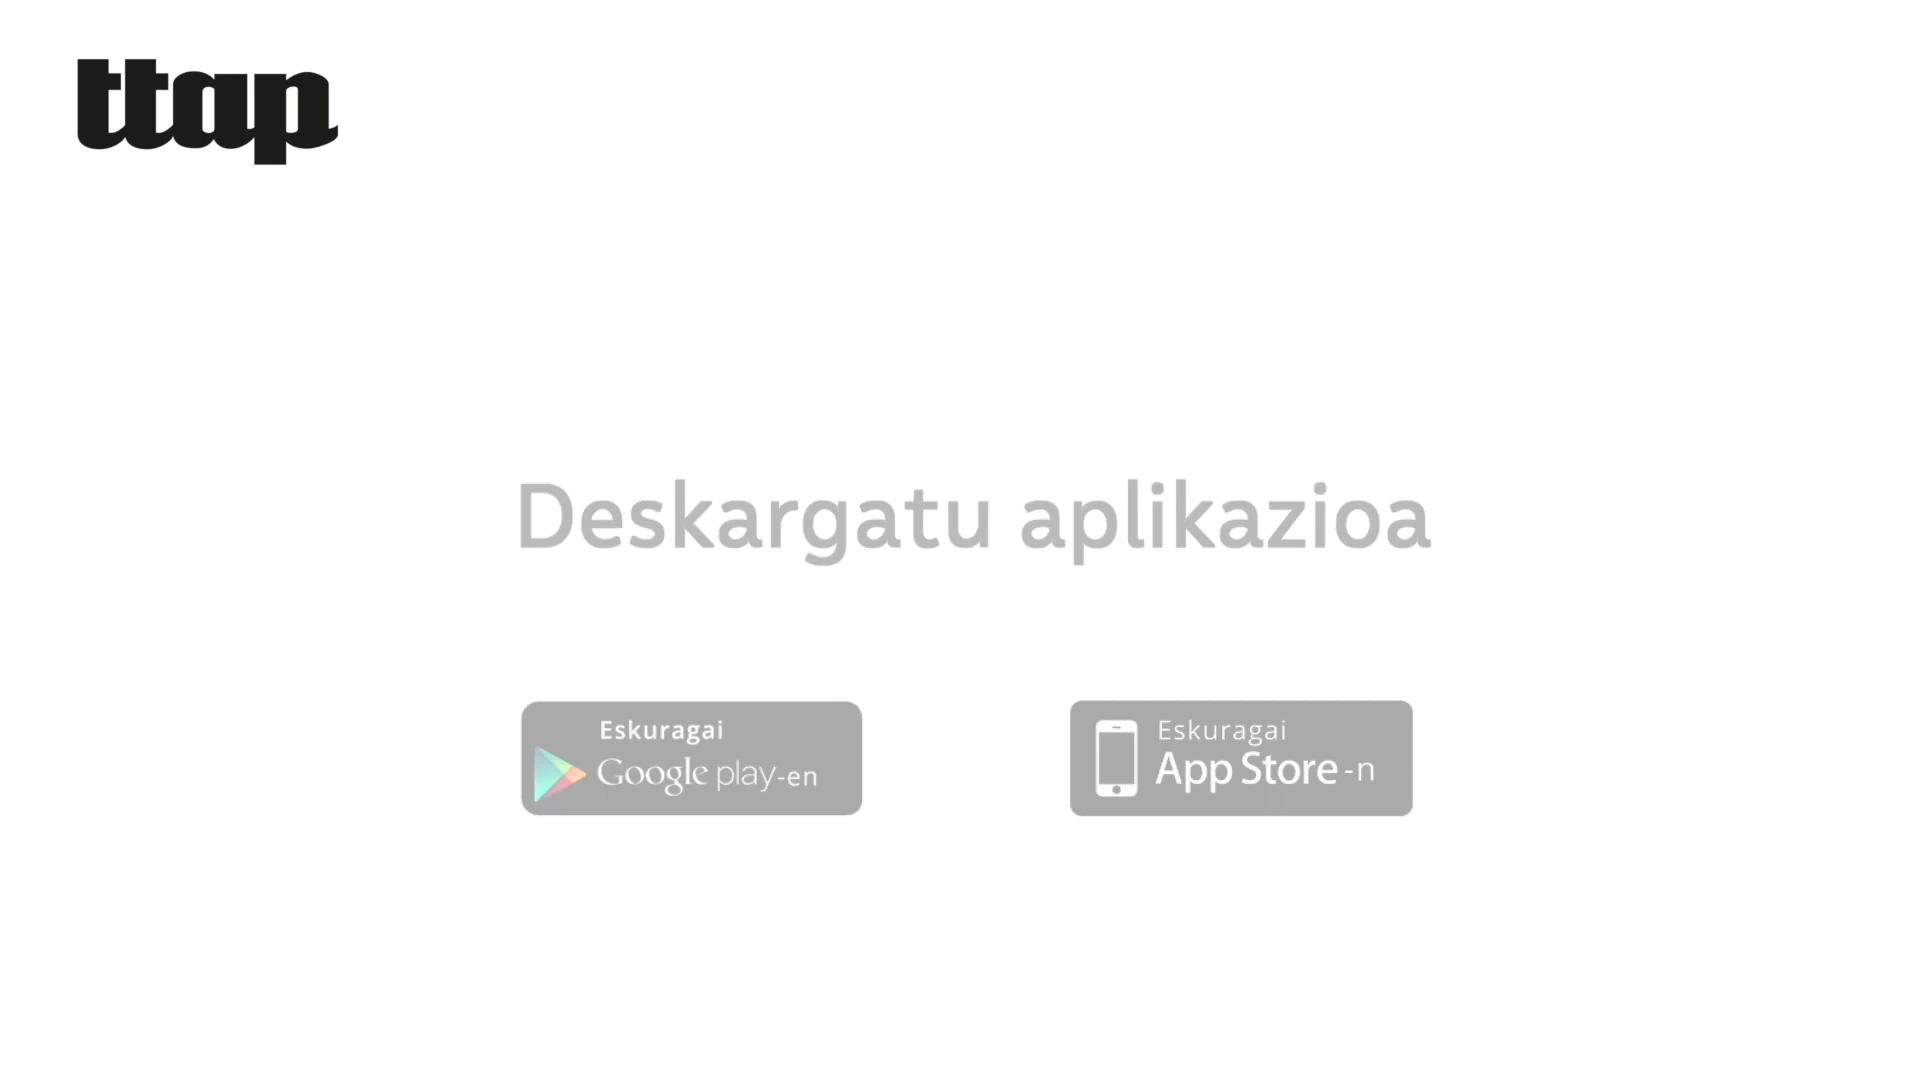 ttap
Deskargatu aplikazioa
Eskuragai
Google play-en
Eskuragai
App Store-n